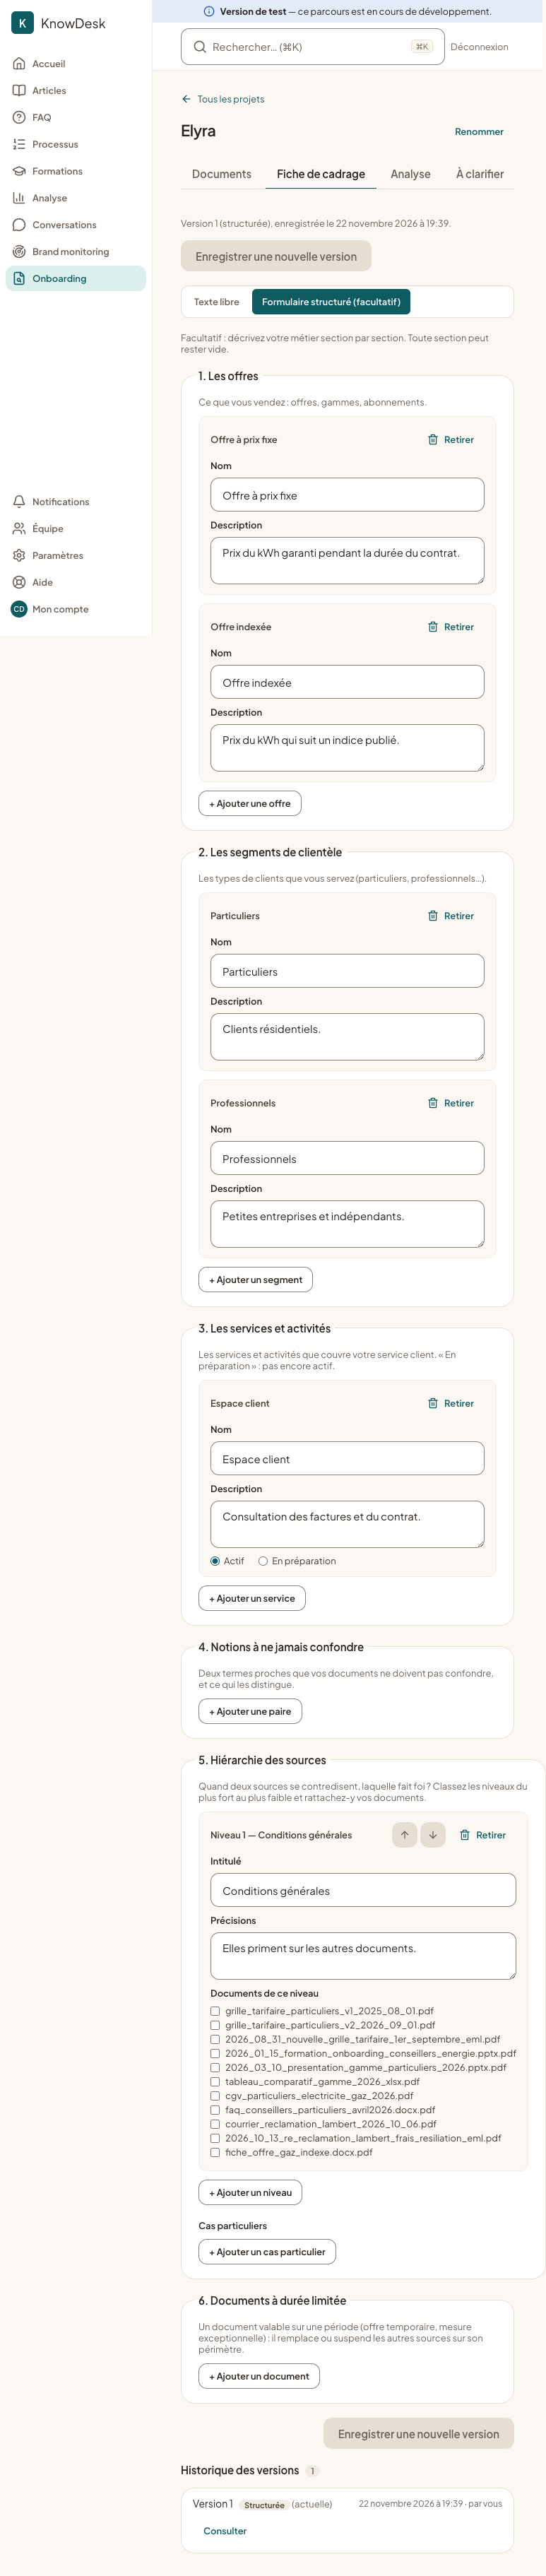 K KnowDesk
Accueil
Articles
FAQ
Processus
Formations
Analyse
Conversations
Brand monitoring
Onboarding
Notifications
Équipe
Paramètres
Aide
CD Mon compte
Version de test — ce parcours est en cours de développement.
Rechercher... (⌘K) ⌘K Déconnexion
Tous les projets
Elyra Renommer
Documents Fiche de cadrage Analyse À clarifier
Version 1 (structurée), enregistrée le 22 novembre 2026 à 19:39.
Enregistrer une nouvelle version
Texte libre Formulaire structuré (facultatif)
Facultatif : décrivez votre métier section par section. Toute section peut
rester vide.
1. Les offres
Ce que vous vendez : offres, gammes, abonnements.
Offre à prix fixe Retirer
Nom
Offre à prix fixe
Description
Prix du kWh garanti pendant la durée du contrat.
Offre indexée Retirer
Nom
Offre indexée
Description
Prix du kWh qui suit un indice publié.
+ Ajouter une offre
2. Les segments de clientèle
Les types de clients que vous servez (particuliers, professionnels…).
Particuliers Retirer
Nom
Particuliers
Description
Clients résidentiels.
Professionnels Retirer
Nom
Professionnels
Description
Petites entreprises et indépendants.
+ Ajouter un segment
3. Les services et activités
Les services et activités que couvre votre service client. « En
préparation » : pas encore actif.
Espace client Retirer
Nom
Espace client
Description
Consultation des factures et du contrat.
Actif En préparation
+ Ajouter un service
4. Notions à ne jamais confondre
Deux termes proches que vos documents ne doivent pas confondre,
et ce qui les distingue.
+ Ajouter une paire
5. Hiérarchie des sources
Quand deux sources se contredisent, laquelle fait foi ? Classez les niveaux du
plus fort au plus faible et rattachez-y vos documents.
Niveau 1 — Conditions générales Retirer
Intitulé
Conditions générales
Précisions
Elles priment sur les autres documents.
Documents de ce niveau
grille_tarifaire_particuliers_v1_2025_08_01.pdf
grille_tarifaire_particuliers_v2_2026_09_01.pdf
2026_08_31_nouvelle_grille_tarifaire_1er_septembre_eml.pdf
2026_01_15_formation_onboarding_conseillers_energie.pptx.pdf
2026_03_10_presentation_gamme_particuliers_2026.pptx.pdf
tableau_comparatif_gamme_2026_xlsx.pdf
cgv_particuliers_electricite_gaz_2026.pdf
faq_conseillers_particuliers_avril2026.docx.pdf
courrier_reclamation_lambert_2026_10_06.pdf
2026_10_13_re_reclamation_lambert_frais_resiliation_eml.pdf
fiche_offre_gaz_indexe.docx.pdf
+ Ajouter un niveau
Cas particuliers
+ Ajouter un cas particulier
6. Documents à durée limitée
Un document valable sur une période (offre temporaire, mesure
exceptionnelle) : il remplace ou suspend les autres sources sur son
périmètre.
+ Ajouter un document
Enregistrer une nouvelle version
Historique des versions 1
Version 1 Structurée (actuelle) 22 novembre 2026 à 19:39 · par vous
Consulter